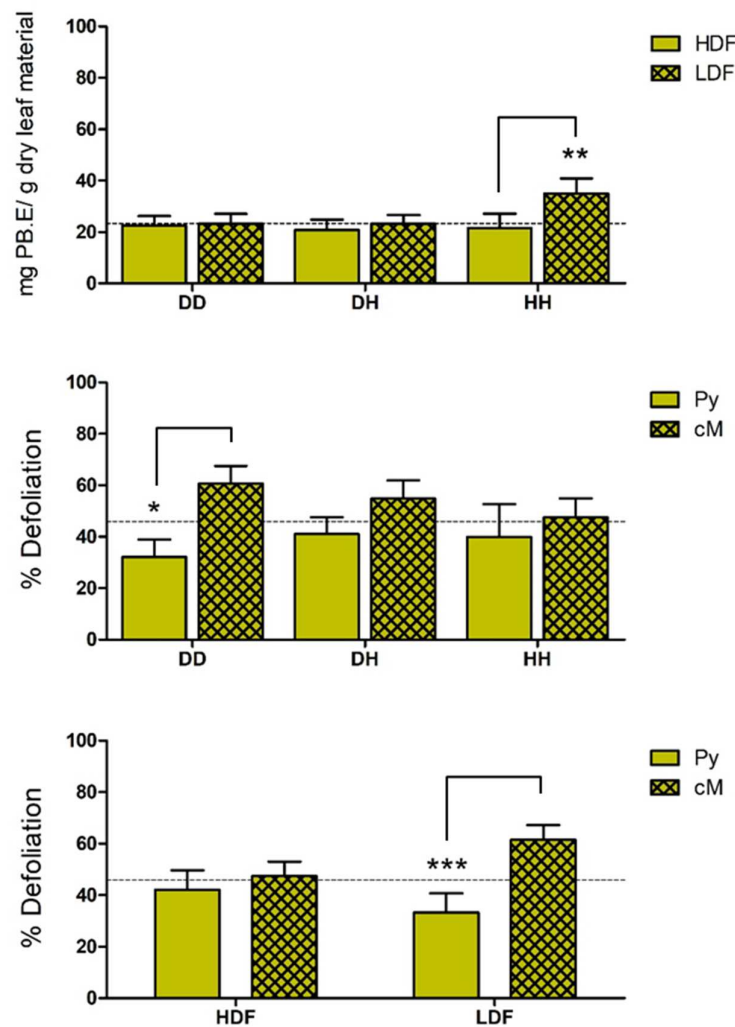 mg PB.E/ g dry leaf material
100
80
60
40
20
0
**
DD DH HH
HDF
LDF
% Defoliation
100
80
60
40
20
0
*
DD DH HH
Py
cM
% Defoliation
100
80
60
40
20
0
***
HDF LDF
Py
cM